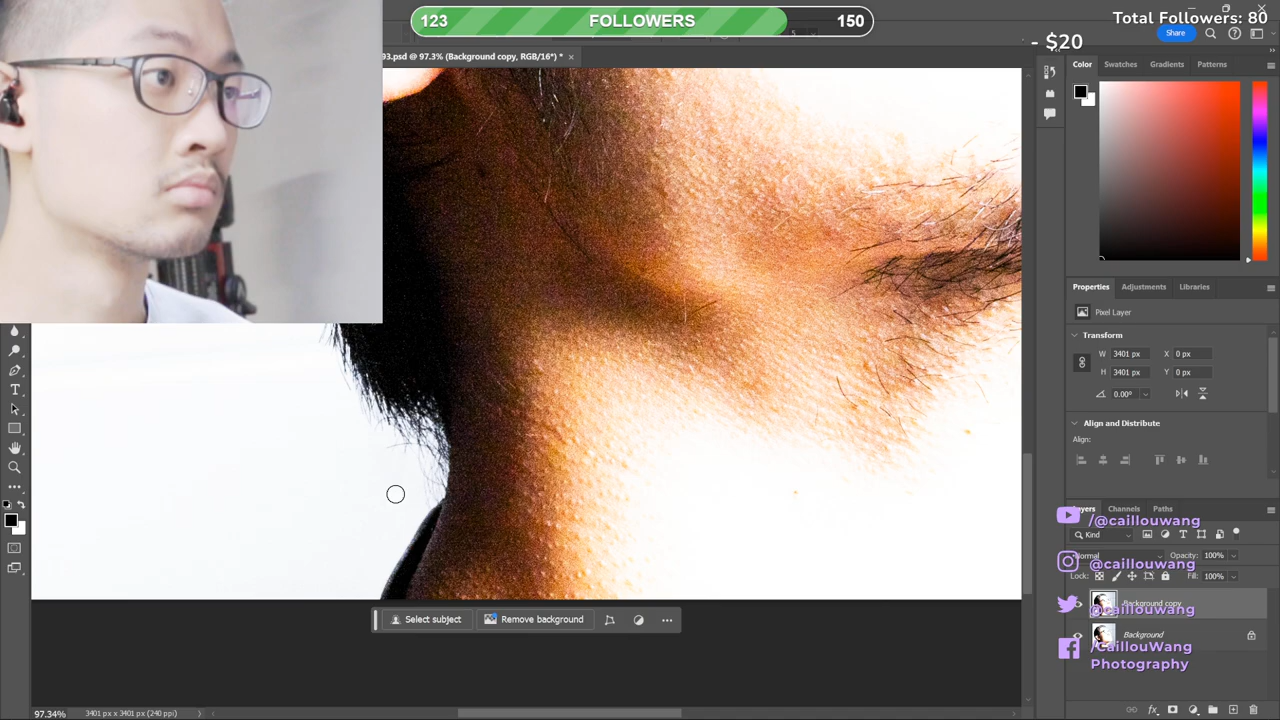 123 FOLLOWERS 150
Total Followers: 80
- $20
Share
93.psd @ 97.3% (Background copy, RGB/16*) * ×
Color Swatches Gradients Patterns
Properties Adjustments Libraries
Pixel Layer
Transform
W 3401 px X 0 px
H 3401 px Y 0 px
0.00°
Align and Distribute
Align:
Layers Channels Paths
/@caillouwang
Kind
Normal Opacity: 100%
@caillouwang
Lock: Fill: 100%
Background copy
@caillouwang
Background
/CaillouWang
Photography
Select subject Remove background
97.34% 3401 px x 3401 px (240 ppi)